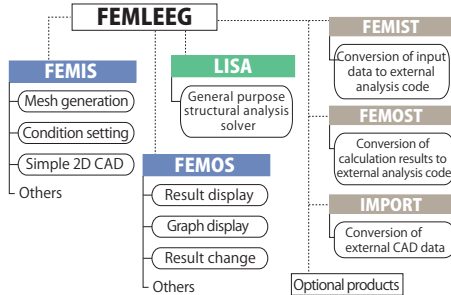 FEMLEEG
FEMIS
Mesh generation
Condition setting
Simple 2D CAD
Others
LISA
General purpose
structural analysis
solver
FEMOS
Result display
Graph display
Result change
Others
FEMIST
Conversion of input
data to external
analysis code
FEMOST
Conversion of
calculation results to
external analysis code
IMPORT
Conversion of
external CAD data
Optional products